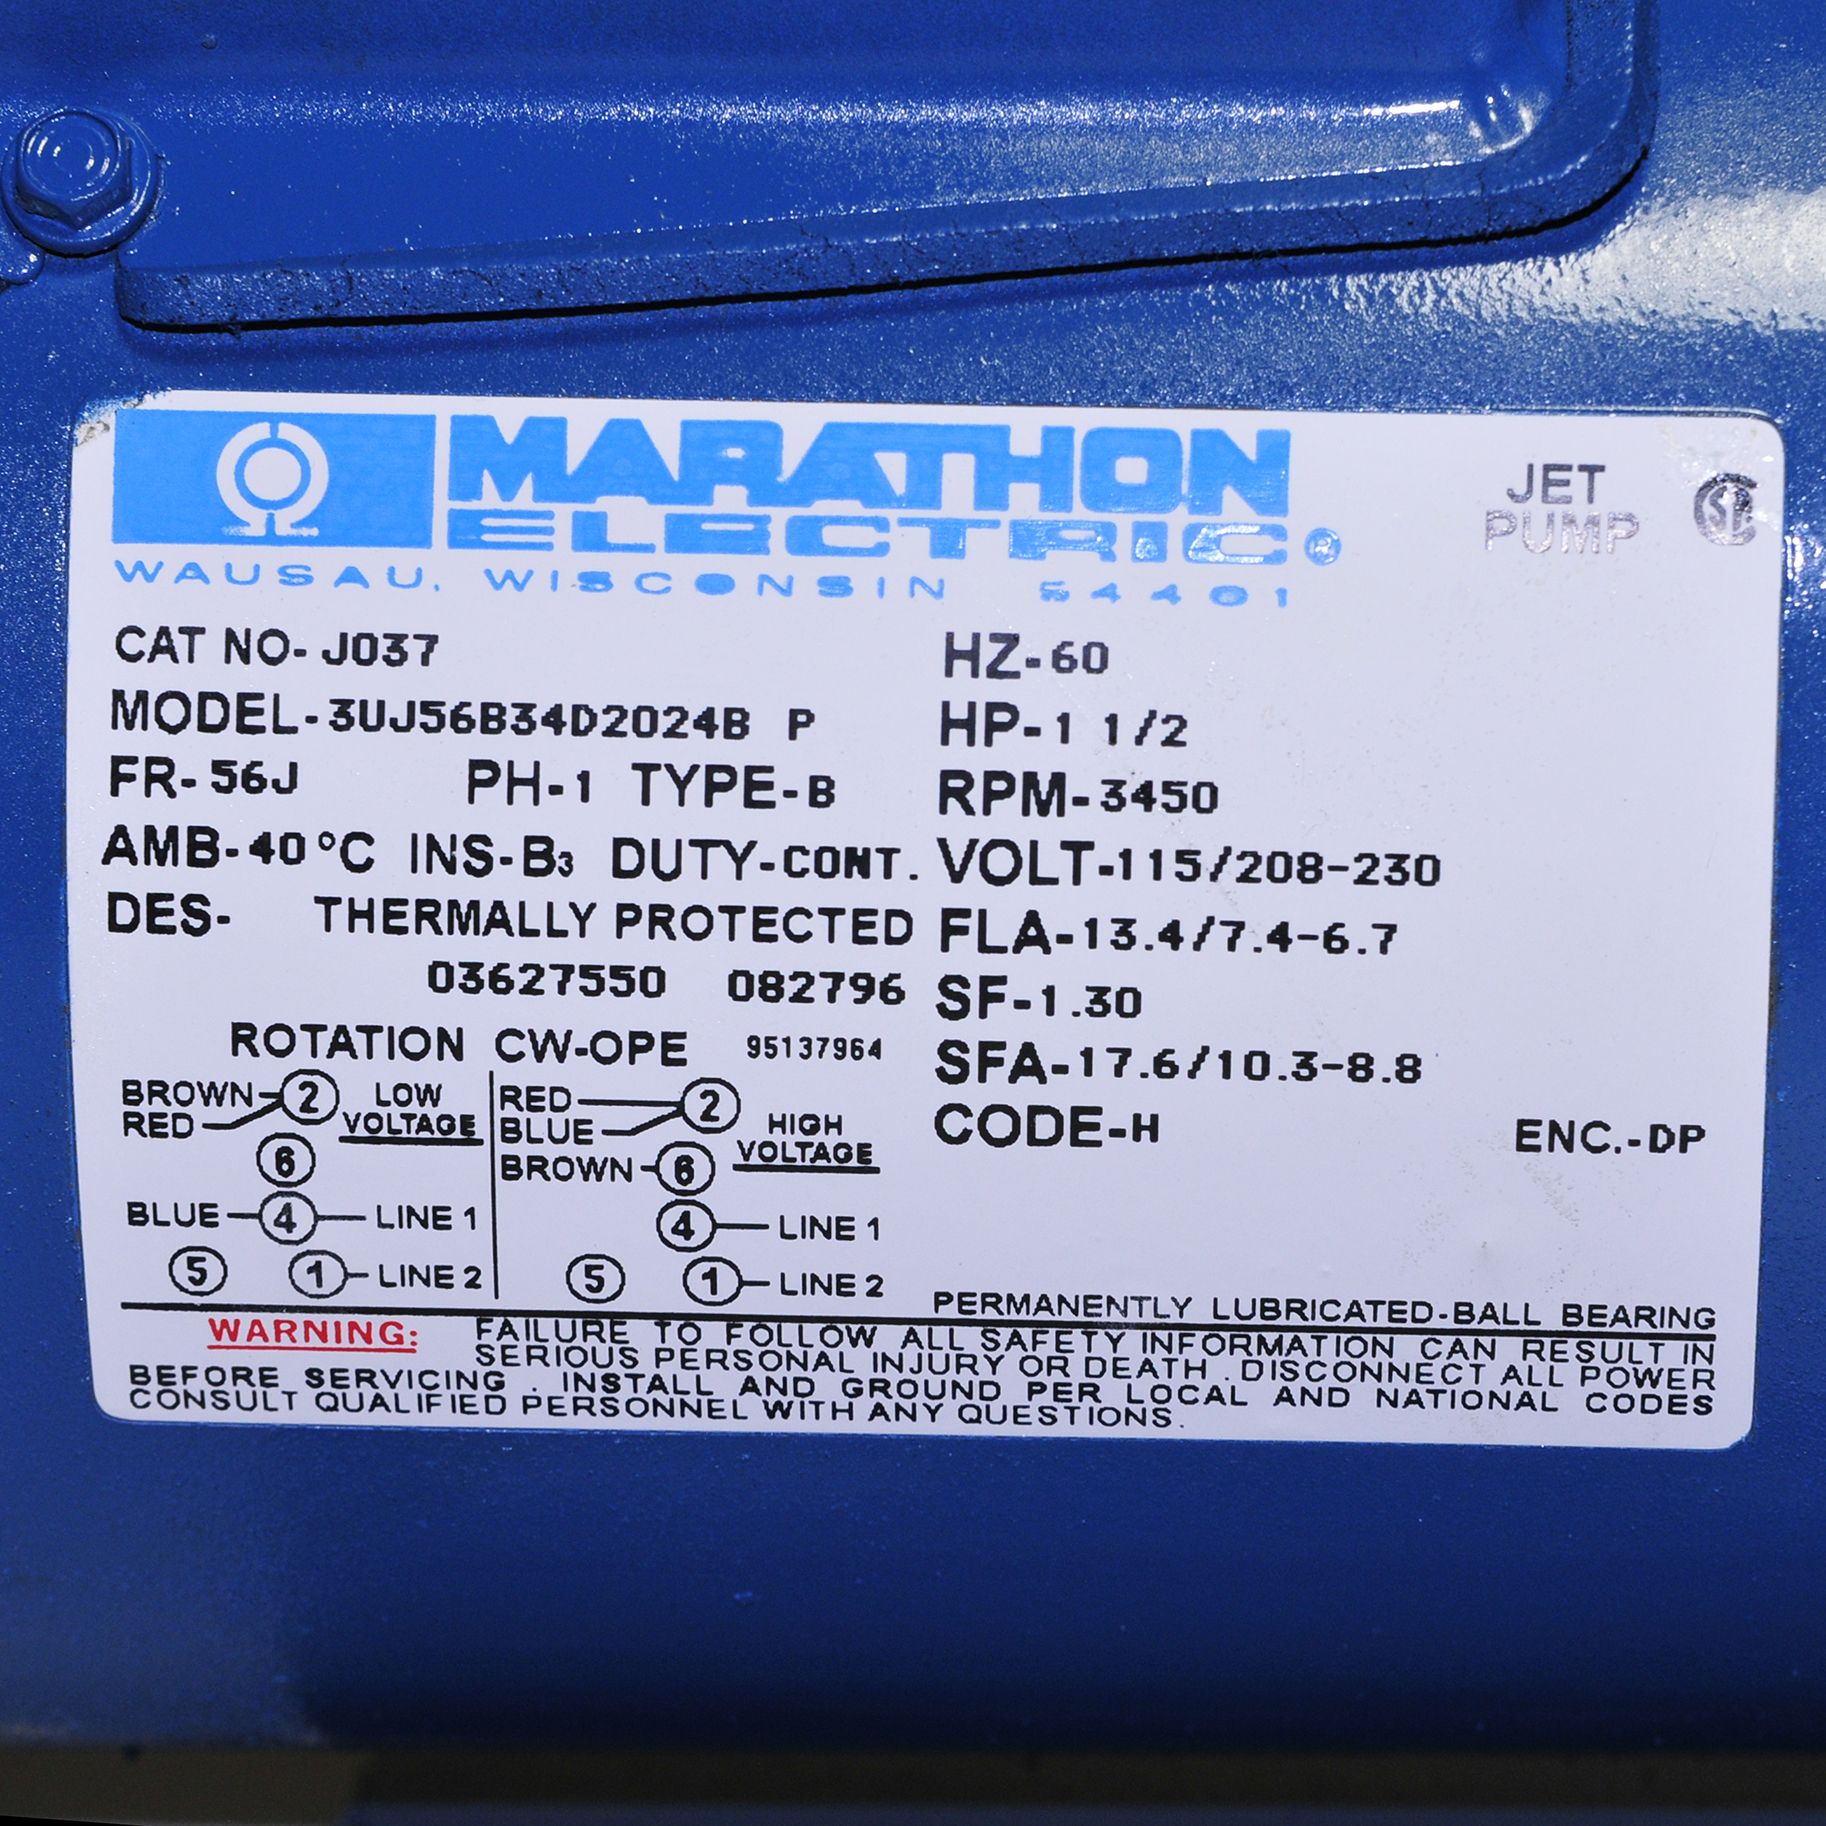 MARATHON
ELECTRIC®
WAUSAU, WISCONSIN 54401
JET
PUMP
CAT NO- J037
MODEL-3UJ56B34D2024B P
FR-56J PH-1 TYPE-B
AMB-40°C INS-B3 DUTY-CONT.
DES- THERMALLY PROTECTED
03627550 082796
ROTATION CW-OPE 95137964
HZ-60
HP-1 1/2
RPM-3450
VOLT-115/208-230
FLA-13.4/7.4-6.7
SF-1.30
SFA-17.6/10.3-8.8
CODE-H ENC.-DP
BROWN 2 LOW
RED VOLTAGE
6
BLUE 4 LINE 1
5 1 LINE 2
RED 2 HIGH
BLUE VOLTAGE
BROWN 6
4 LINE 1
5 1 LINE 2
PERMANENTLY LUBRICATED-BALL BEARING
WARNING: FAILURE TO FOLLOW ALL SAFETY INFORMATION CAN RESULT IN
SERIOUS PERSONAL INJURY OR DEATH. DISCONNECT ALL POWER
BEFORE SERVICING. INSTALL AND GROUND PER LOCAL AND NATIONAL CODES
CONSULT QUALIFIED PERSONNEL WITH ANY QUESTIONS.